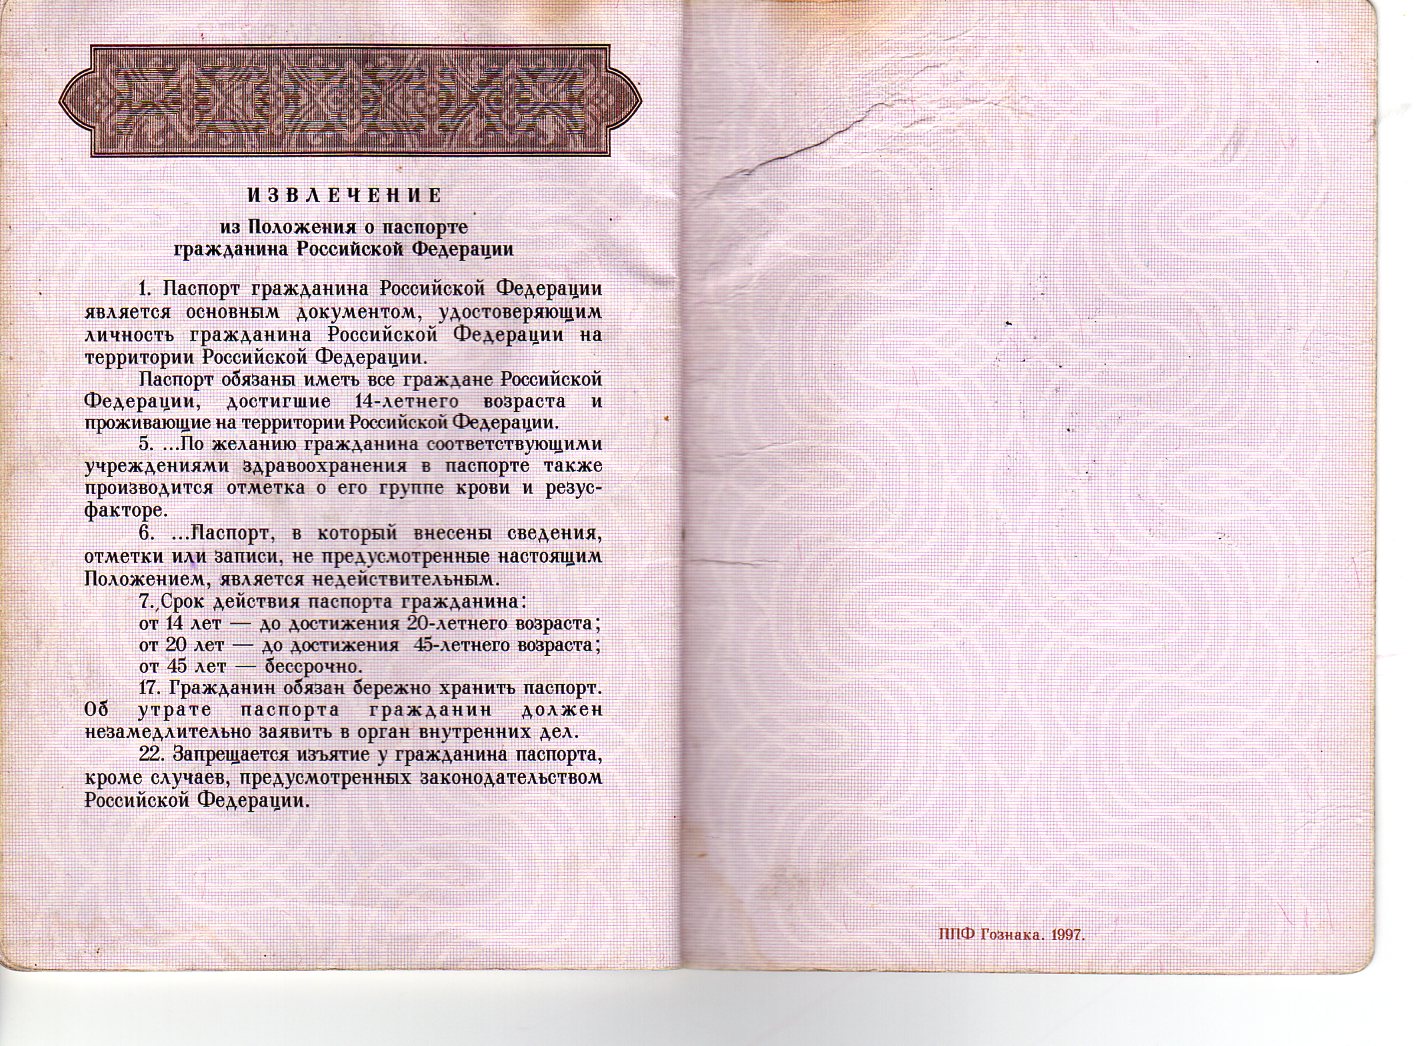 ИЗВЛЕЧЕНИЕ
из Положения о паспорте
гражданина Российской Федерации
1. Паспорт гражданина Российской Федерации
является основным документом, удостоверяющим
личность гражданина Российской Федерации на
территории Российской Федерации.
Паспорт обязаны иметь все граждане Российской
Федерации, достигшие 14-летнего возраста и
проживающие на территории Российской Федерации.
5. ...По желанию гражданина соответствующими
учреждениями здравоохранения в паспорте также
производится отметка о его группе крови и резус-
факторе.
6. ...Паспорт, в который внесены сведения,
отметки или записи, не предусмотренные настоящим
Положением, является недействительным.
7. Срок действия паспорта гражданина:
от 14 лет — до достижения 20-летнего возраста;
от 20 лет — до достижения 45-летнего возраста;
от 45 лет — бессрочно.
17. Гражданин обязан бережно хранить паспорт.
Об утрате паспорта гражданин должен
незамедлительно заявить в орган внутренних дел.
22. Запрещается изъятие у гражданина паспорта,
кроме случаев, предусмотренных законодательством
Российской Федерации.
ППФ Гознака. 1997.